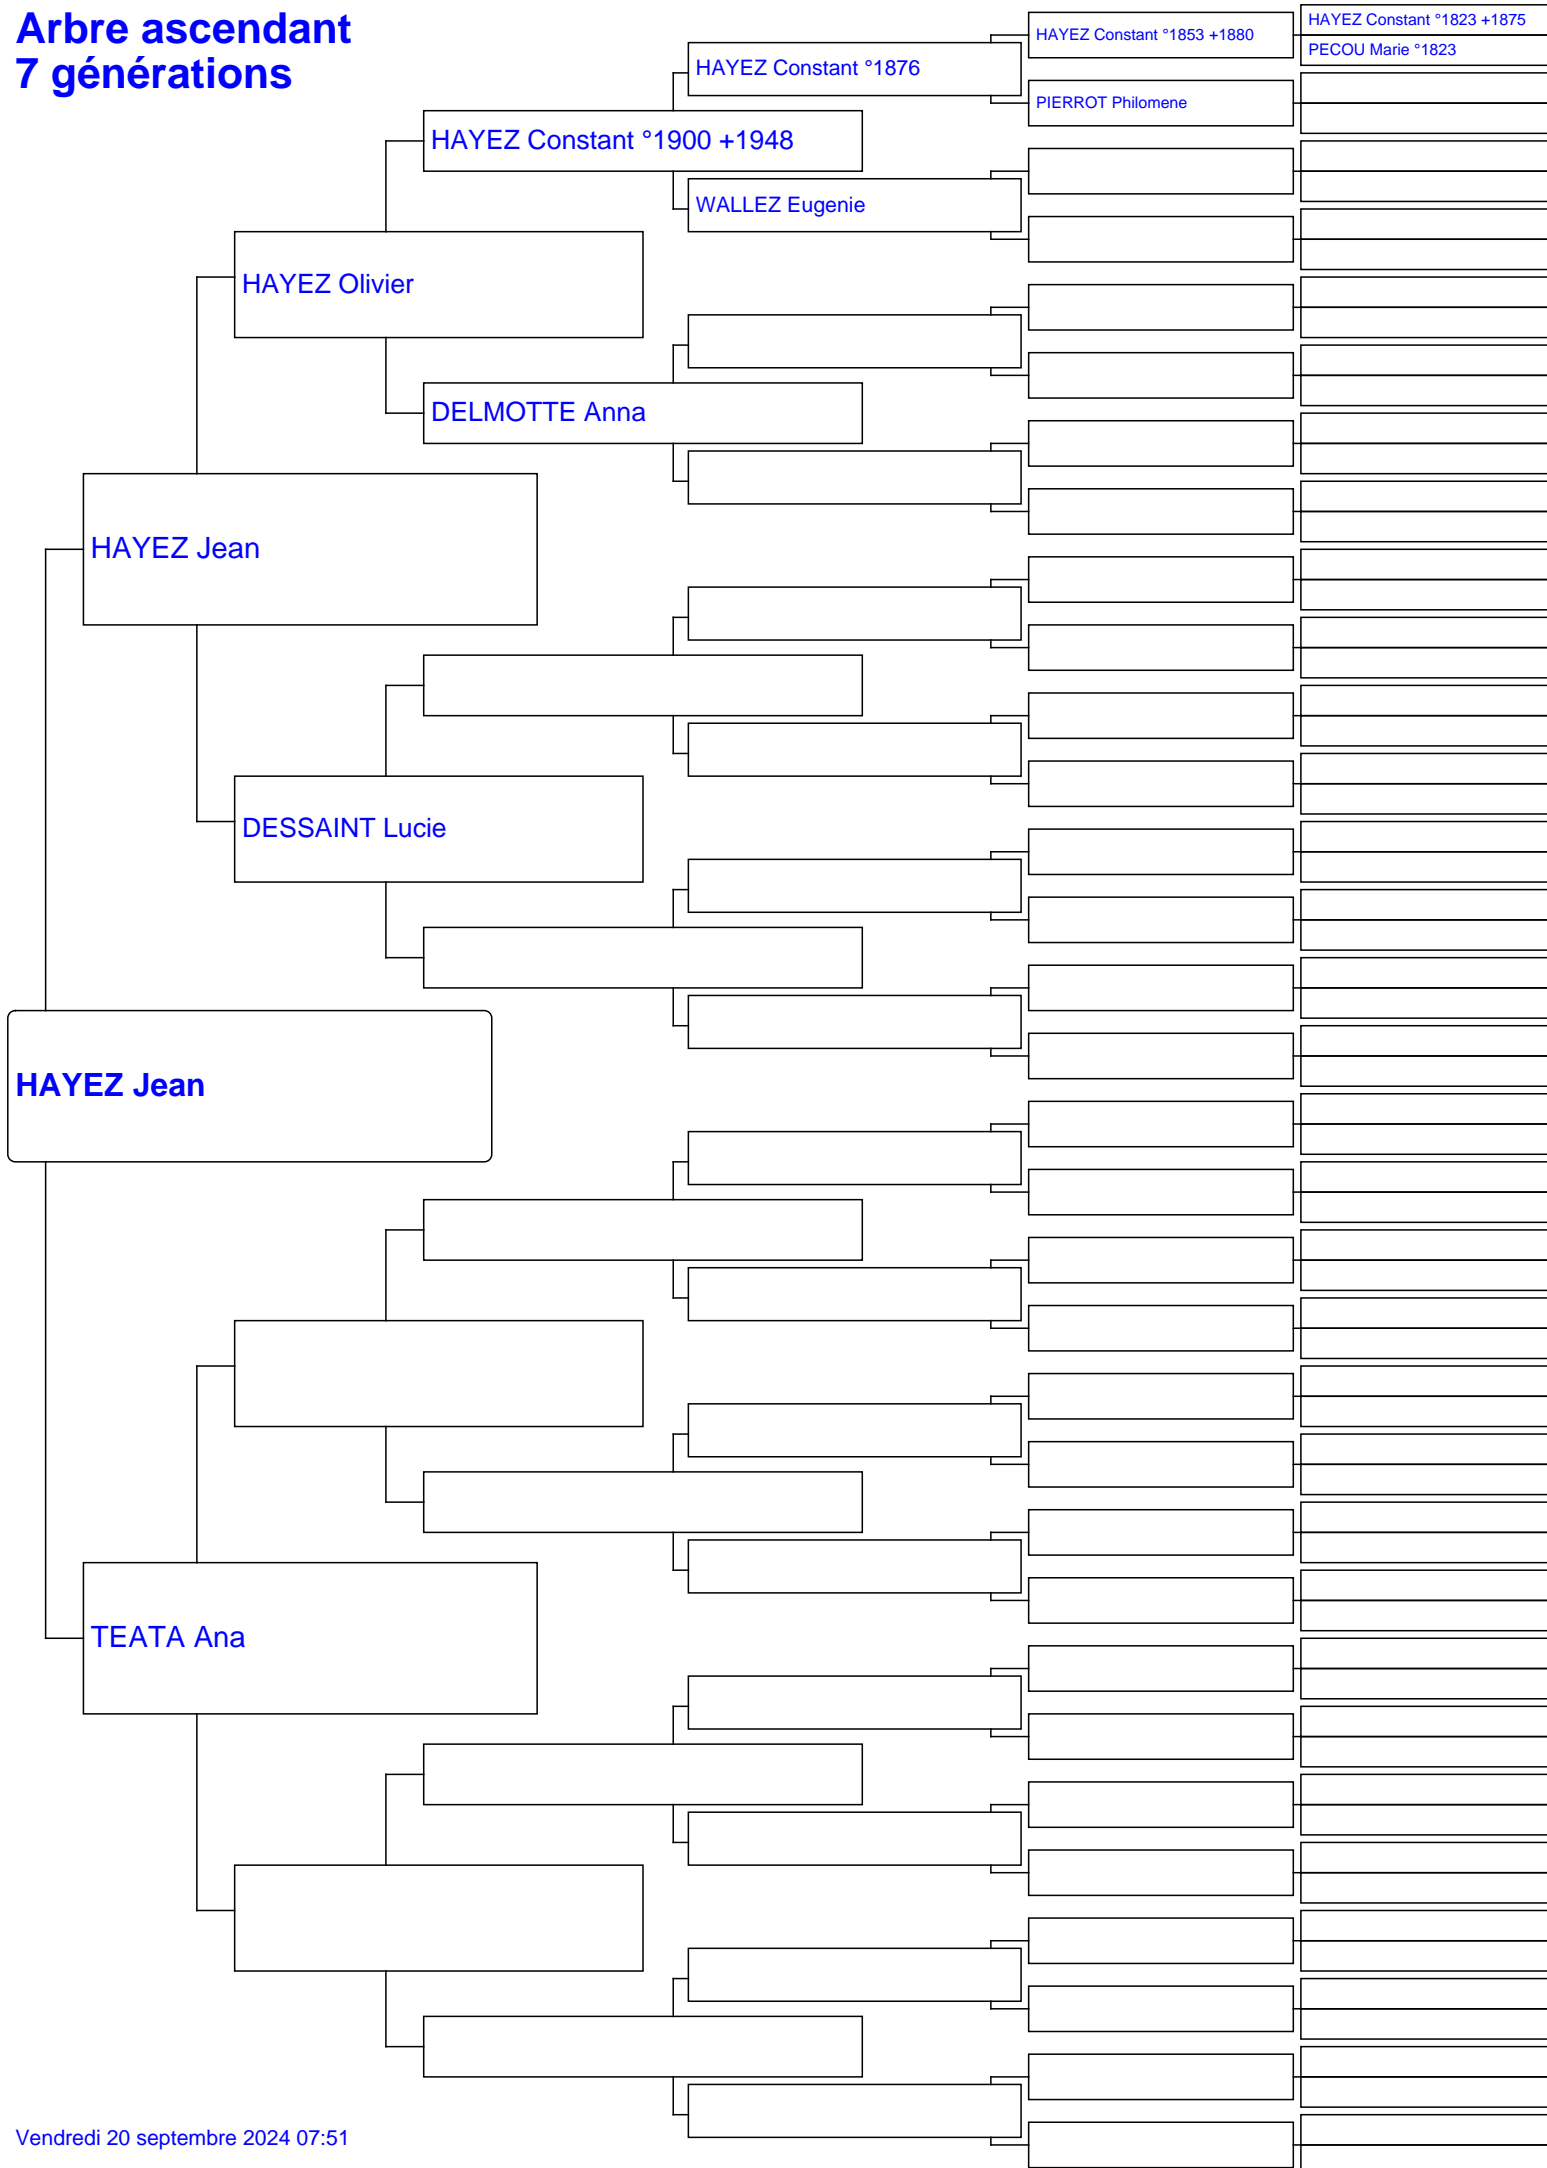 Arbre ascendant
7 générations
HAYEZ Constant °1823 +1875
HAYEZ Constant °1853 +1880
PECOU Marie °1823
HAYEZ Constant °1876
PIERROT Philomene
HAYEZ Constant °1900 +1948
WALLEZ Eugenie
HAYEZ Olivier
DELMOTTE Anna
HAYEZ Jean
DESSAINT Lucie
HAYEZ Jean
TEATA Ana
Vendredi 20 septembre 2024 07:51